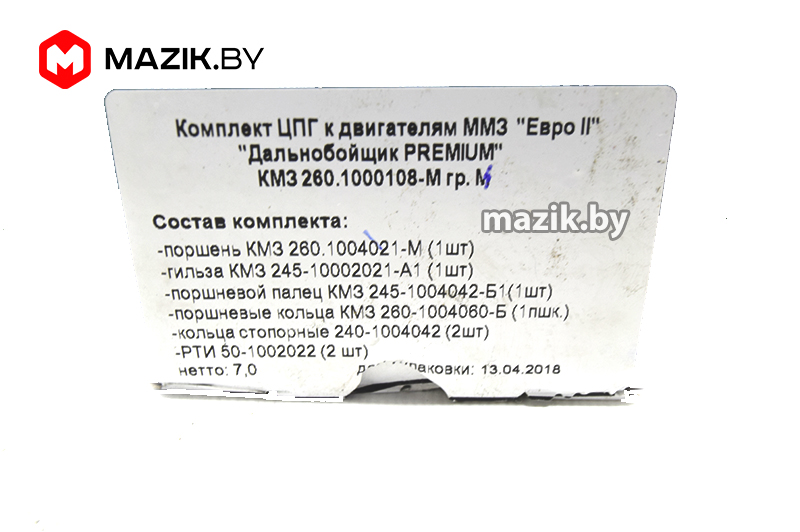 MAZIK.BY
Комплект ЦПГ к двигателям ММЗ "Евро II"
"Дальнобойщик PREMIUM"
КМЗ 260.1000108-М гр. М
mazik.by
Состав комплекта:
-поршень КМЗ 260.1004021-М (1шт)
-гильза КМЗ 245-10002021-А1 (1шт)
-поршневой палец КМЗ 245-1004042-Б1(1шт)
-поршневые кольца КМЗ 260-1004060-Б (1пшк.)
-кольца стопорные 240-1004042 (2шт)
-РТИ 50-1002022 (2 шт)
нетто: 7,0 13.04.2018